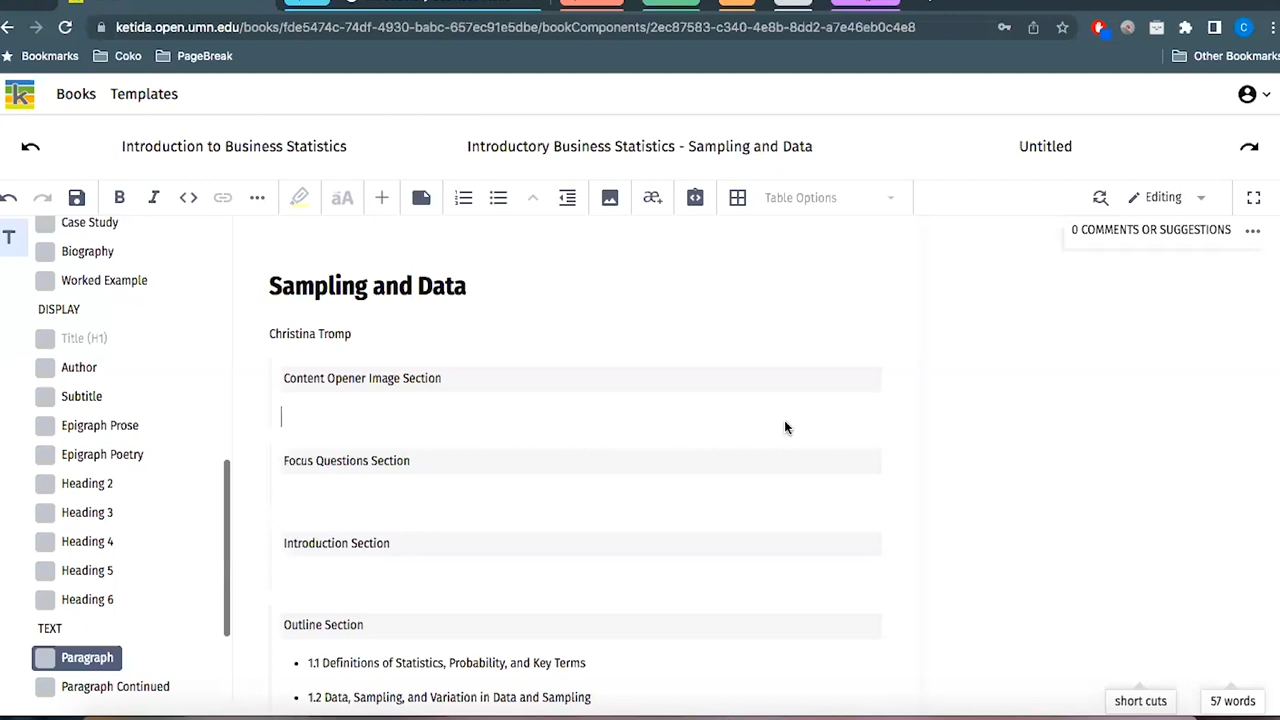 ketida.open.umn.edu/books/fde5474c-74df-4930-babc-657ec91e5dbe/bookComponents/2ec87583-c340-4e8b-8dd2-a7e46eb0c4e8
C
Bookmarks Coko PageBreak Other Bookmarks
k Books Templates
Introduction to Business Statistics Introductory Business Statistics - Sampling and Data Untitled
B I <> aA æ Table Options Editing
T
Case Study
Biography
Worked Example
DISPLAY
Title (H1)
Author
Subtitle
Epigraph Prose
Epigraph Poetry
Heading 2
Heading 3
Heading 4
Heading 5
Heading 6
TEXT
Paragraph
Paragraph Continued
0 COMMENTS OR SUGGESTIONS
Sampling and Data
Christina Tromp
Content Opener Image Section
Focus Questions Section
Introduction Section
Outline Section
• 1.1 Definitions of Statistics, Probability, and Key Terms
• 1.2 Data, Sampling, and Variation in Data and Sampling
short cuts 57 words